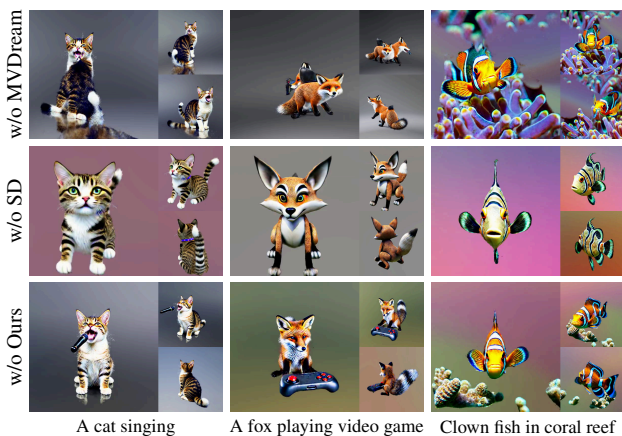 w/o MVDream
w/o SD
w/o Ours
A cat singing
A fox playing video game
Clown fish in coral reef